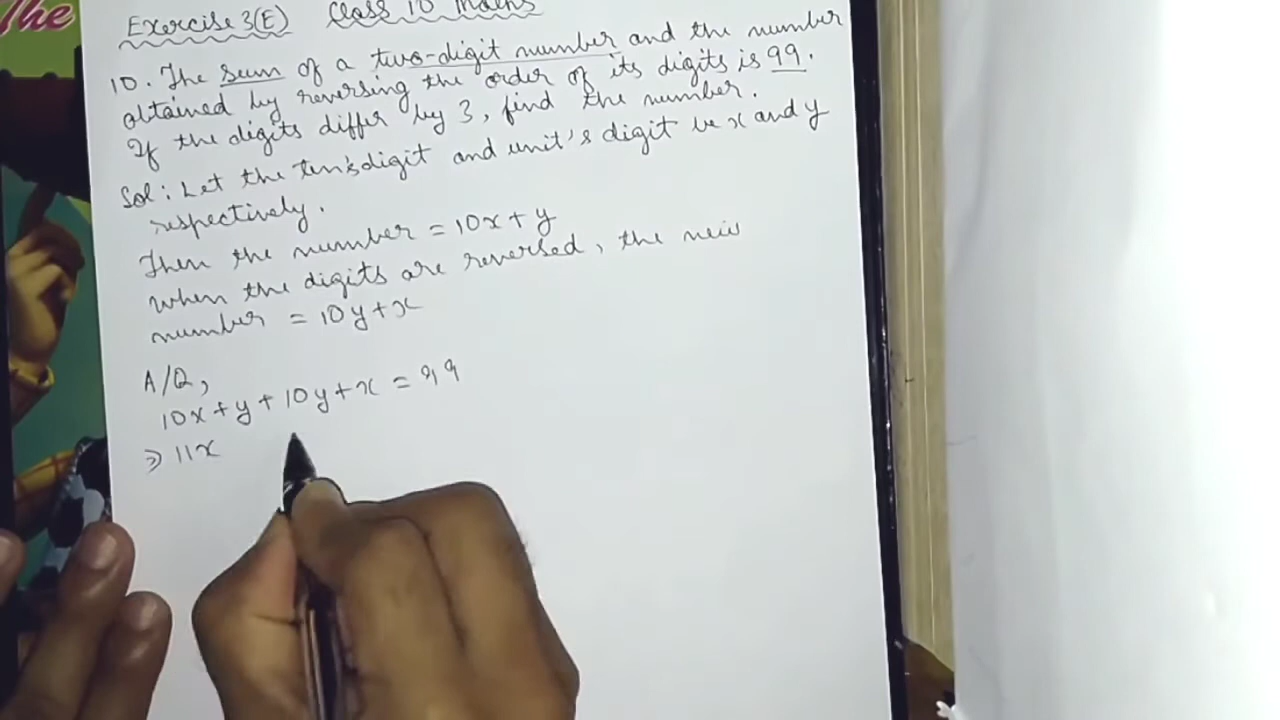 The
Exercise 3(E) Class 10 Maths
10. The sum of a two-digit number and the number
obtained by reversing the order of its digits is 99.
If the digits differ by 3, find the number.
Sol: Let the ten's digit and unit's digit be x and y
respectively.
Then the number = 10x + y
when the digits are reversed, the new
number = 10y + x
A/Q,
10x + y + 10y + x = 99
⇒ 11x